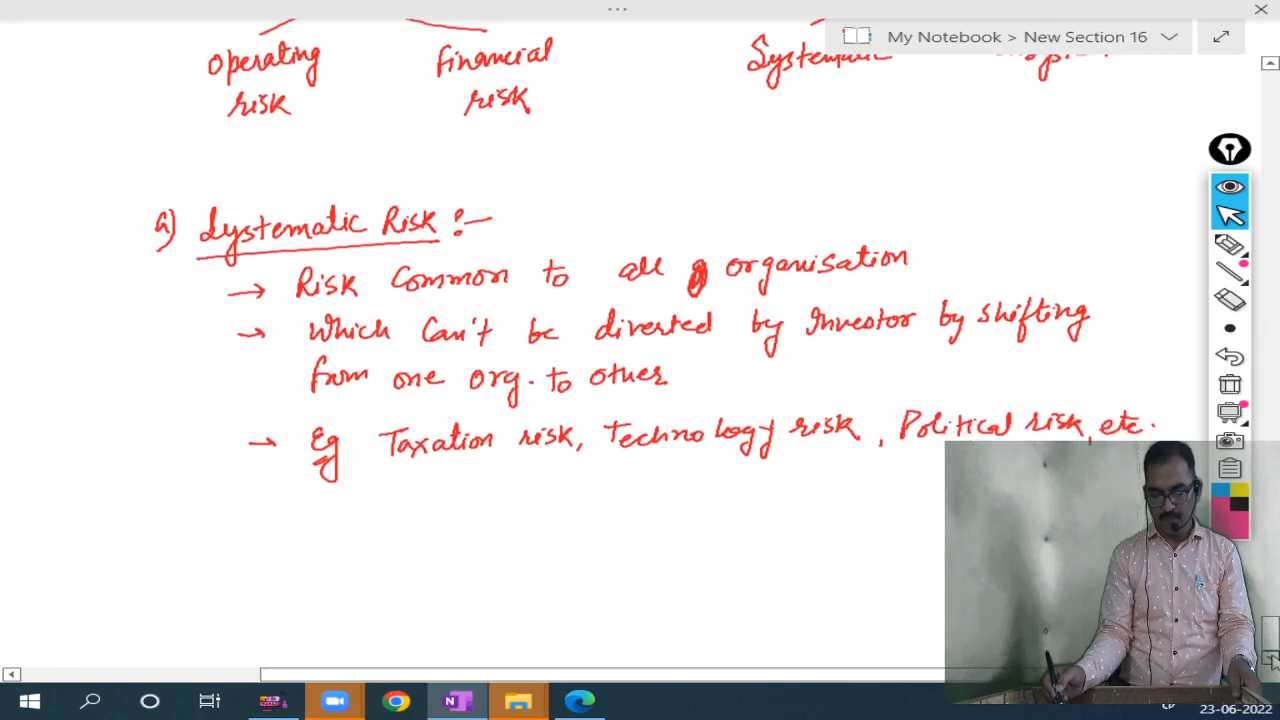 My Notebook > New Section 16
operating financial Systematic
risk risk
a) Systematic Risk :-
→ Risk Common to all organisation
→ Which Can't be diverted by Investor by shifting
from one org. to other
→ Eg Taxation risk, Technology risk, Political risk, etc.
23-06-2022